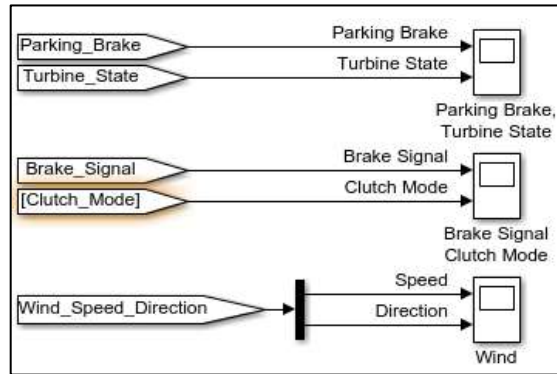 Parking_Brake
Parking Brake
Turbine_State
Turbine State
Parking Brake,
Turbine State
Brake_Signal
Brake Signal
[Clutch_Mode]
Clutch Mode
Brake Signal
Clutch Mode
Wind_Speed_Direction
Speed
Direction
Wind